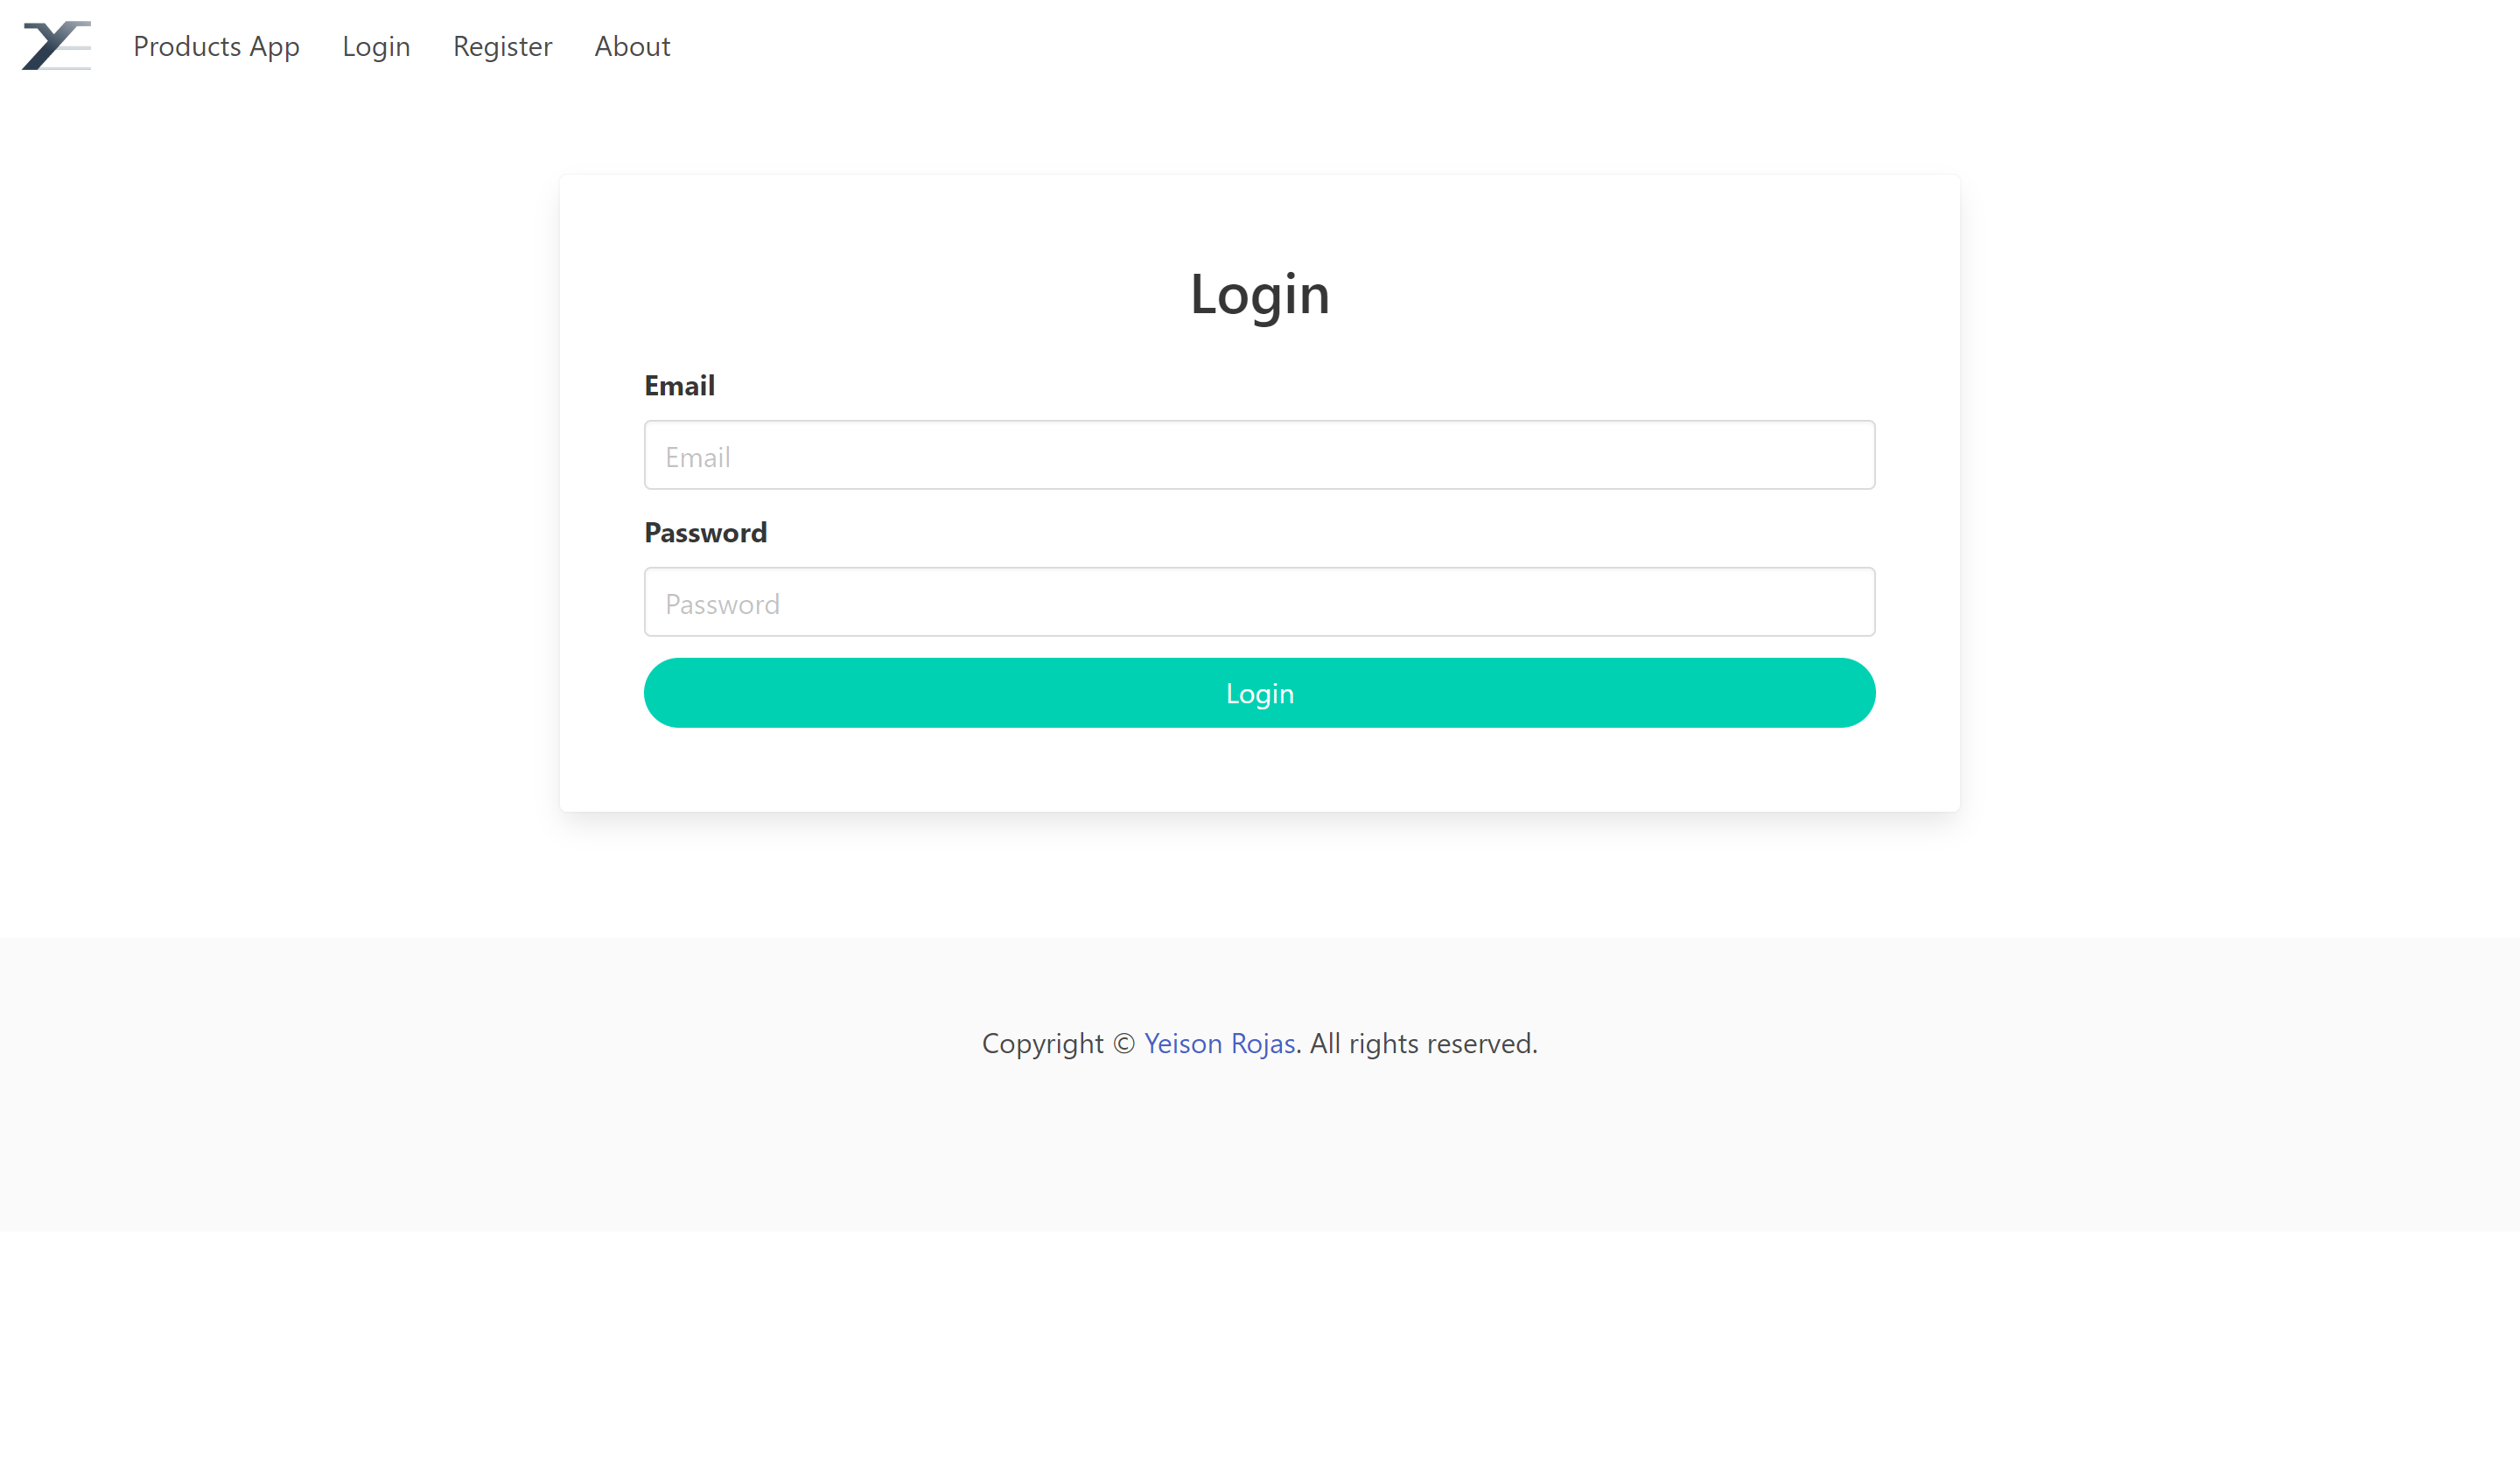 Products App Login Register About
Login
Email
Email
Password
Password
Login
Copyright © Yeison Rojas. All rights reserved.